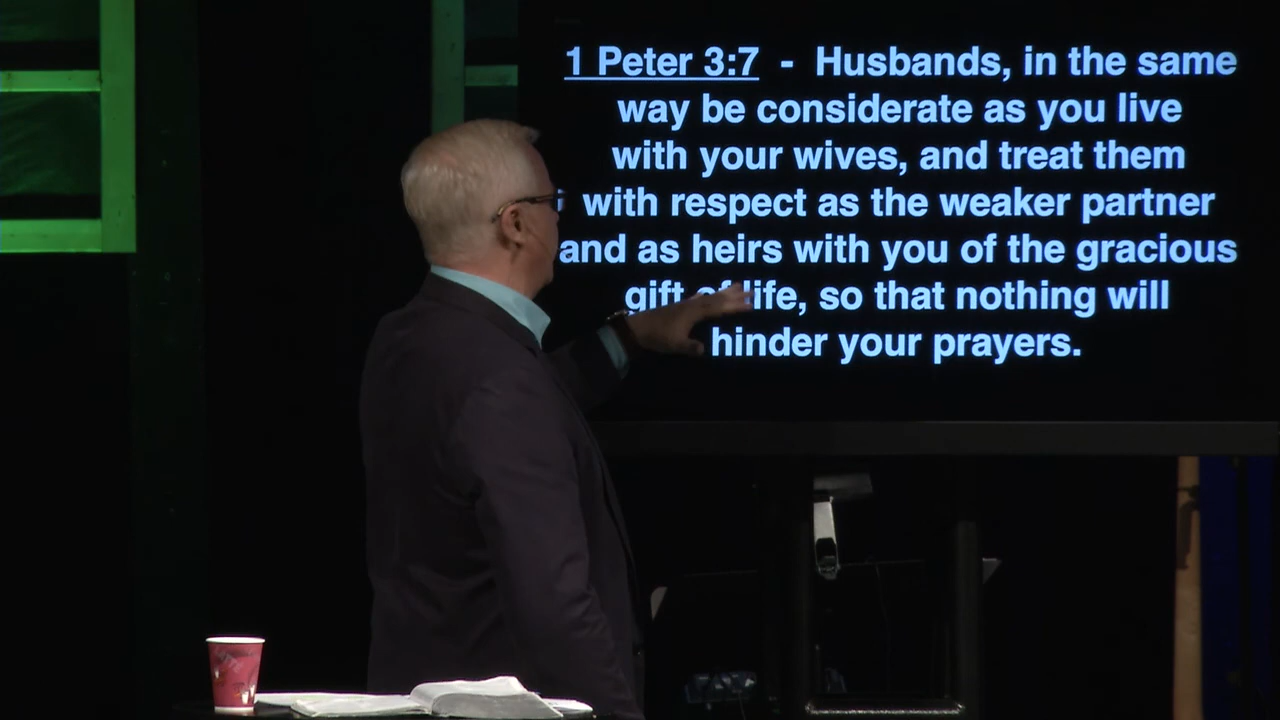 1 Peter 3:7 - Husbands, in the same
way be considerate as you live
with your wives, and treat them
with respect as the weaker partner
and as heirs with you of the gracious
gift of life, so that nothing will
hinder your prayers.